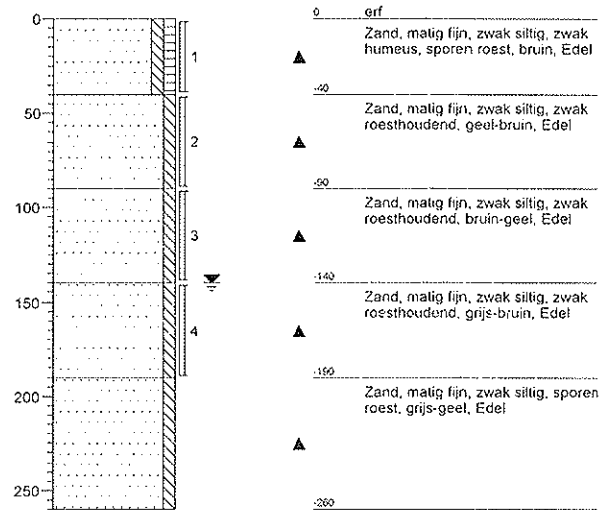 0
50
100
150
200
250
1
2
3
4
0 erf
Zand, matig fijn, zwak siltig, zwak
humeus, sporen roest, bruin, Edel
-40
Zand, matig fijn, zwak siltig, zwak
roesthoudend, geel-bruin, Edel
-90
Zand, matig fijn, zwak siltig, zwak
roesthoudend, bruin-geel, Edel
-140
Zand, matig fijn, zwak siltig, zwak
roesthoudend, grijs-bruin, Edel
-190
Zand, matig fijn, zwak siltig, sporen
roest, grijs-geel, Edel
-260